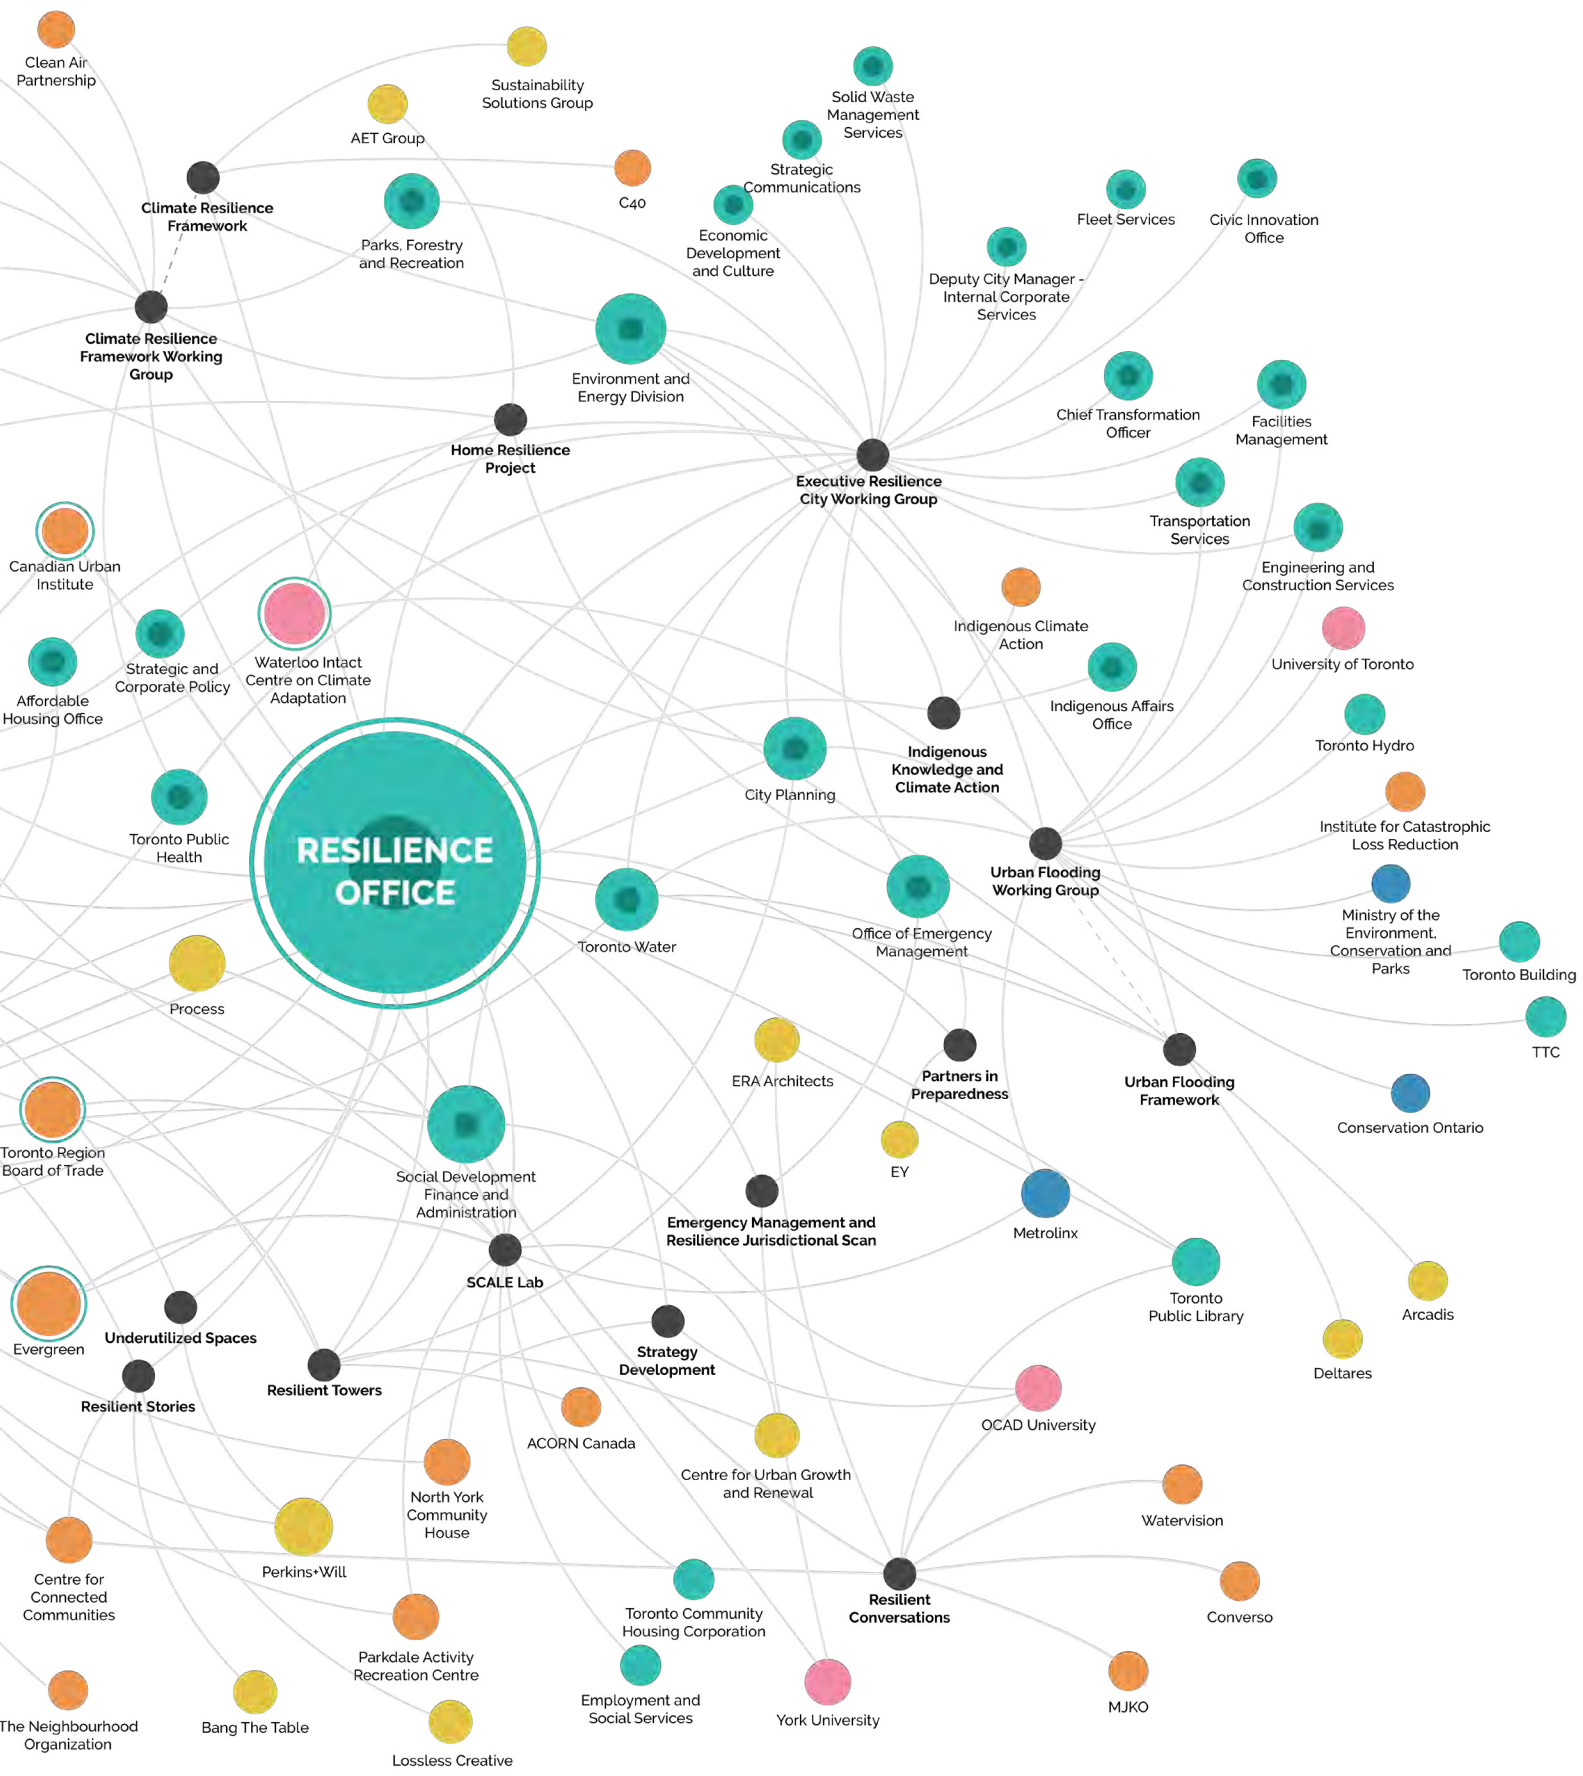 Clean Air
Partnership
Sustainability
Solutions Group
AET Group
Solid Waste
Management
Services
Strategic
Communications
C40
Climate Resilience
Framework
Parks, Forestry
and Recreation
Economic
Development
and Culture
Fleet Services
Civic Innovation
Office
Deputy City Manager -
Internal Corporate
Services
Climate Resilience
Framework Working
Group
Environment and
Energy Division
Chief Transformation
Officer
Facilities
Management
Home Resilience
Project
Executive Resilience
City Working Group
Transportation
Services
Canadian Urban
Institute
Engineering and
Construction Services
Indigenous Climate
Action
Waterloo Intact
Centre on Climate
Adaptation
Strategic and
Corporate Policy
Affordable
Housing Office
University of Toronto
Indigenous Affairs
Office
Toronto Hydro
Indigenous
Knowledge and
Climate Action
City Planning
Toronto Public
Health
RESILIENCE
OFFICE
Institute for Catastrophic
Loss Reduction
Urban Flooding
Working Group
Ministry of the
Environment,
Conservation and
Parks
Office of Emergency
Management
Toronto Water
Toronto Building
Process
TTC
ERA Architects
Partners in
Preparedness
Urban Flooding
Framework
Conservation Ontario
Toronto Region
Board of Trade
EY
Social Development
Finance and
Administration
Emergency Management and
Resilience Jurisdictional Scan
Metrolinx
SCALE Lab
Toronto
Public Library
Arcadis
Evergreen
Underutilized Spaces
Strategy
Development
Deltares
Resilient Towers
Resilient Stories
OCAD University
ACORN Canada
Centre for Urban Growth
and Renewal
North York
Community
House
Watervision
Perkins+Will
Centre for
Connected
Communities
Resilient
Conversations
Toronto Community
Housing Corporation
Converso
Parkdale Activity
Recreation Centre
Employment and
Social Services
MJKO
York University
The Neighbourhood
Organization
Bang The Table
Lossless Creative